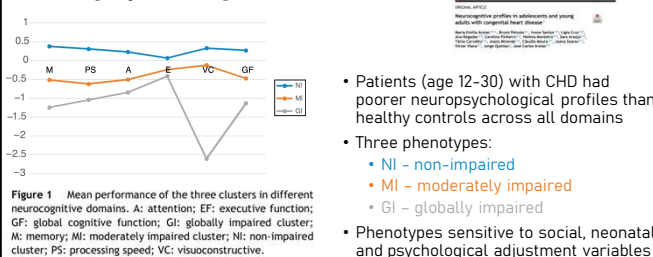 1
0.5
0
−0.5
−1
−1.5
−2
−2.5
−3
M PS A E VC GF
NI
MI
GI
Figure 1 Mean performance of the three clusters in different
neurocognitive domains. A: attention; EF: executive function;
GF: global cognitive function; GI: globally impaired cluster;
M: memory; MI: moderately impaired cluster; NI: non-impaired
cluster; PS: processing speed; VC: visuoconstructive.
ORIGINAL ARTICLE
Neurocognitive profiles in adolescents and young
adults with congenital heart disease
• Patients (age 12-30) with CHD had
poorer neuropsychological profiles than
healthy controls across all domains
• Three phenotypes:
• NI - non-impaired
• MI – moderately impaired
• GI – globally impaired
• Phenotypes sensitive to social, neonatal
and psychological adjustment variables